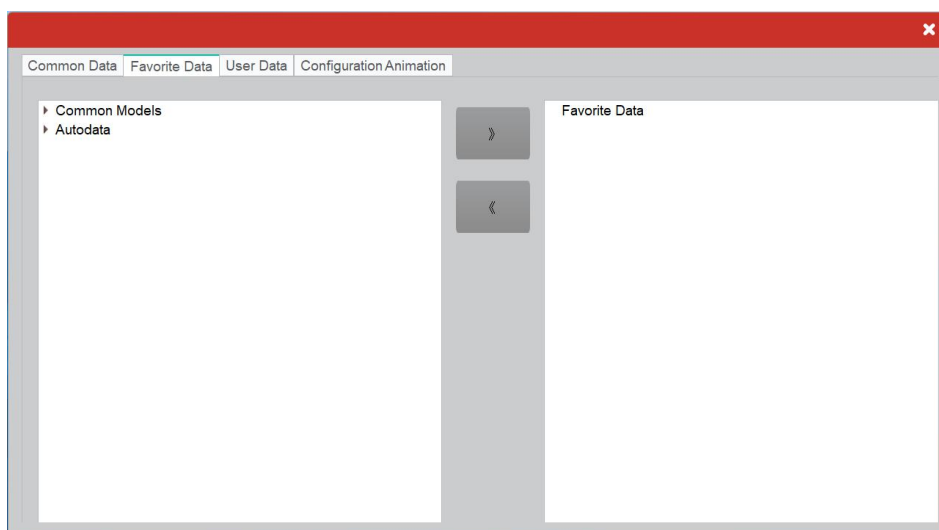 Common Data Favorite Data User Data Configuration Animation
Common Models
Autodata
》
《
Favorite Data